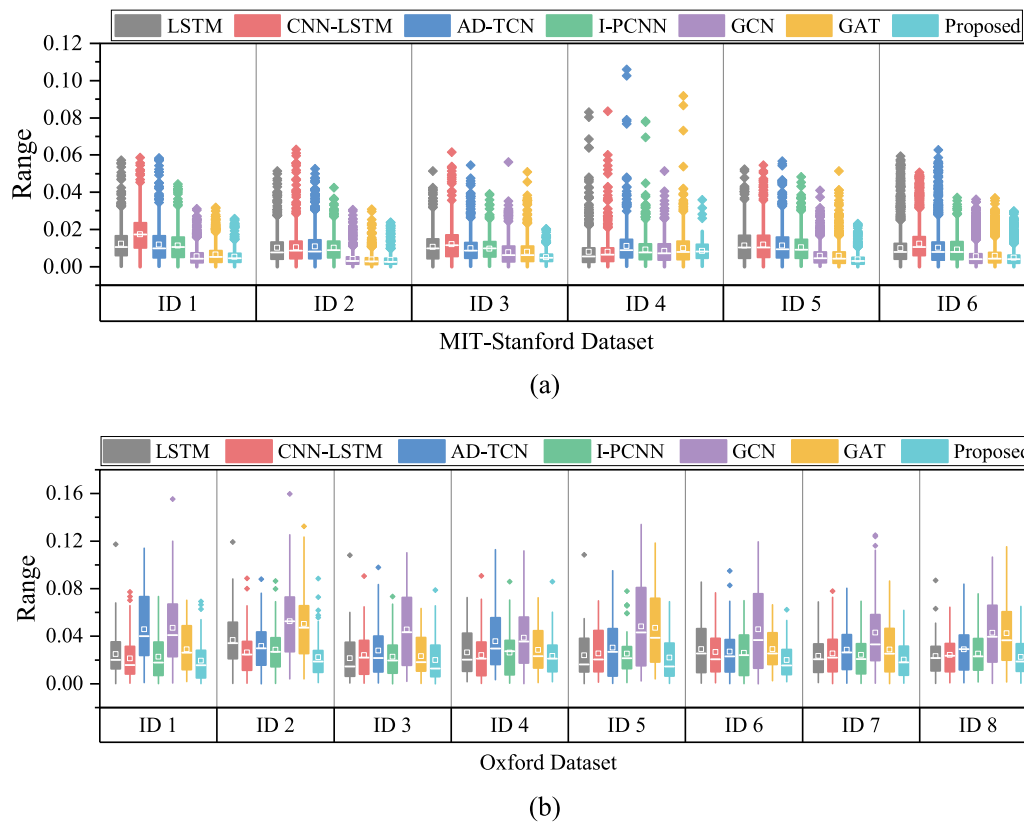 LSTM CNN-LSTM AD-TCN I-PCNN GCN GAT Proposed
0.12
0.10
0.08
0.06
0.04
0.02
0.00
Range
ID 1 ID 2 ID 3 ID 4 ID 5 ID 6
MIT-Stanford Dataset
(a)
LSTM CNN-LSTM AD-TCN I-PCNN GCN GAT Proposed
0.16
0.12
0.08
0.04
0.00
Range
ID 1 ID 2 ID 3 ID 4 ID 5 ID 6 ID 7 ID 8
Oxford Dataset
(b)